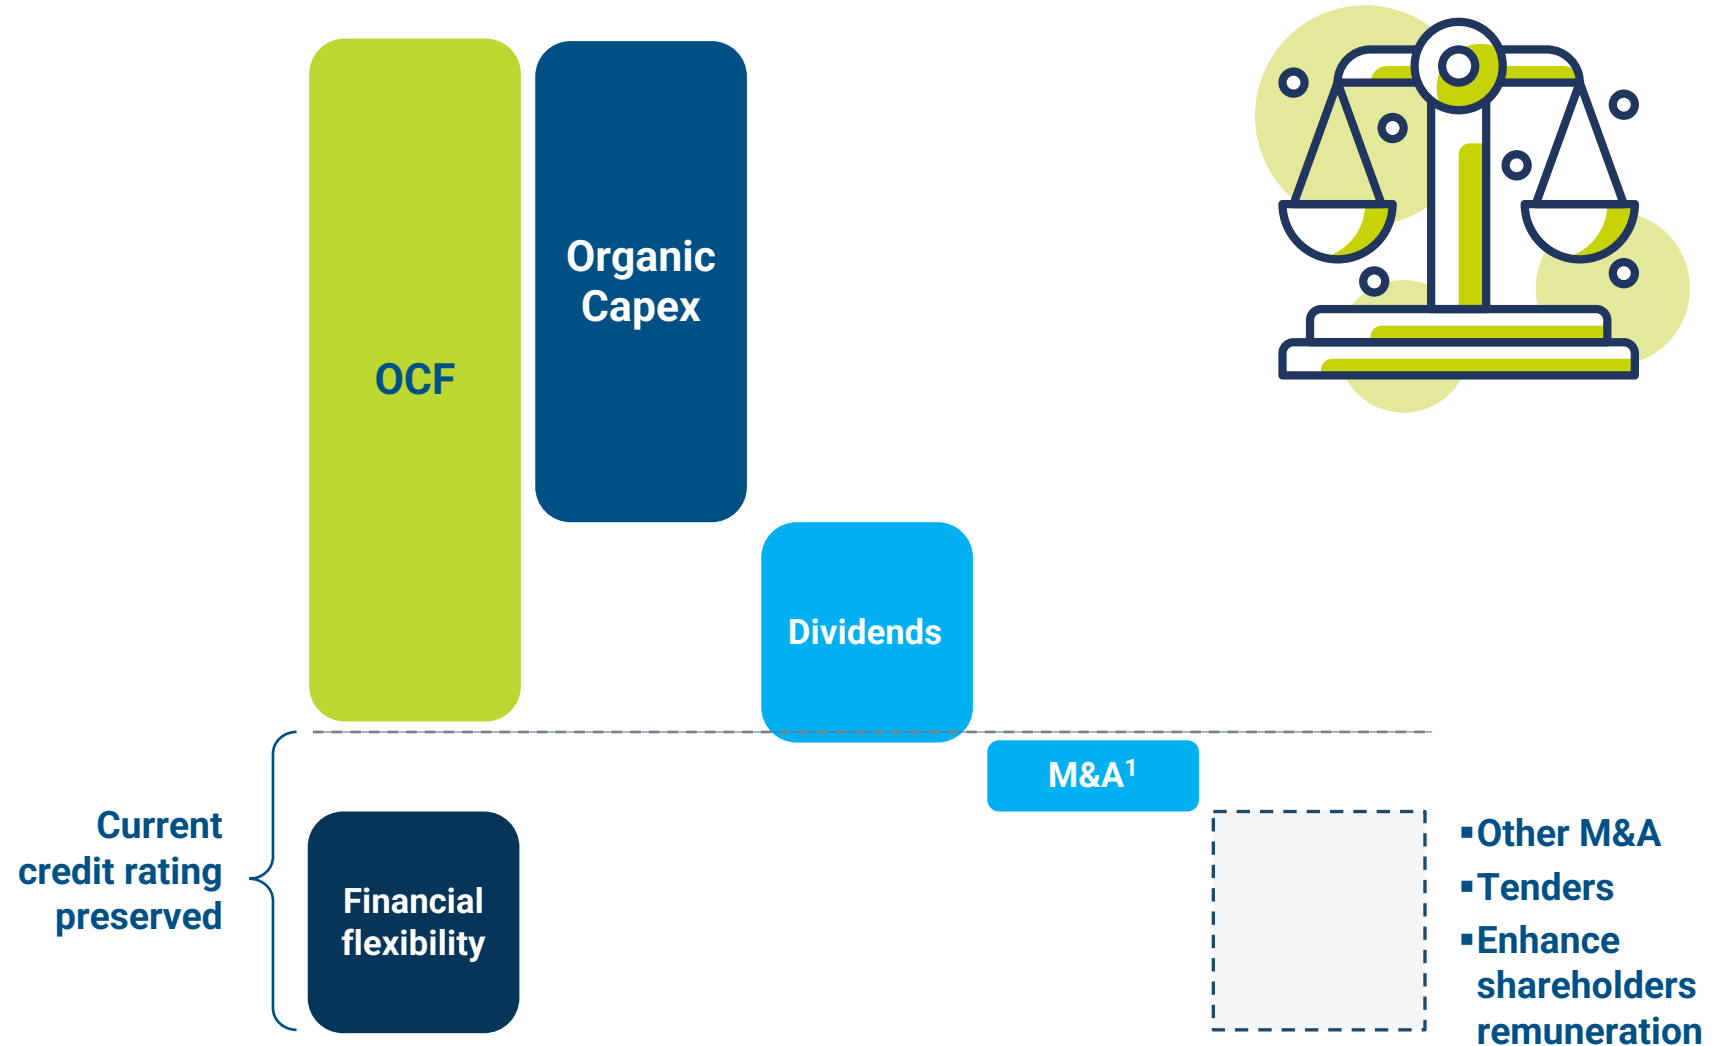 OCF
Organic
Capex
Dividends
M&A¹
Current
credit rating
preserved
Financial
flexibility
▪Other M&A
▪Tenders
▪Enhance
shareholders
remuneration